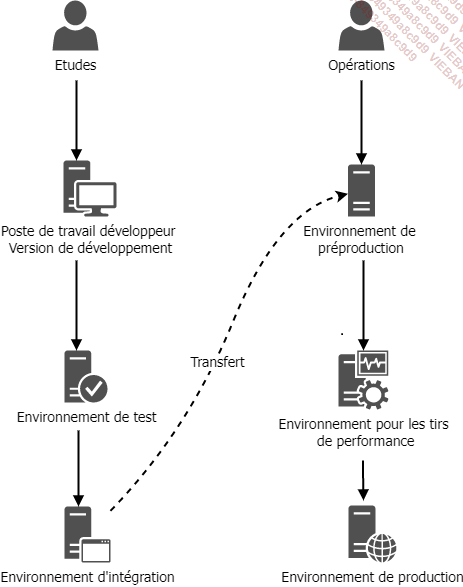 Etudes
Opérations
Poste de travail développeur
Version de développement
Environnement de
préproduction
Transfert
Environnement de test
Environnement pour les tirs
de performance
Environnement d'intégration
Environnement de production